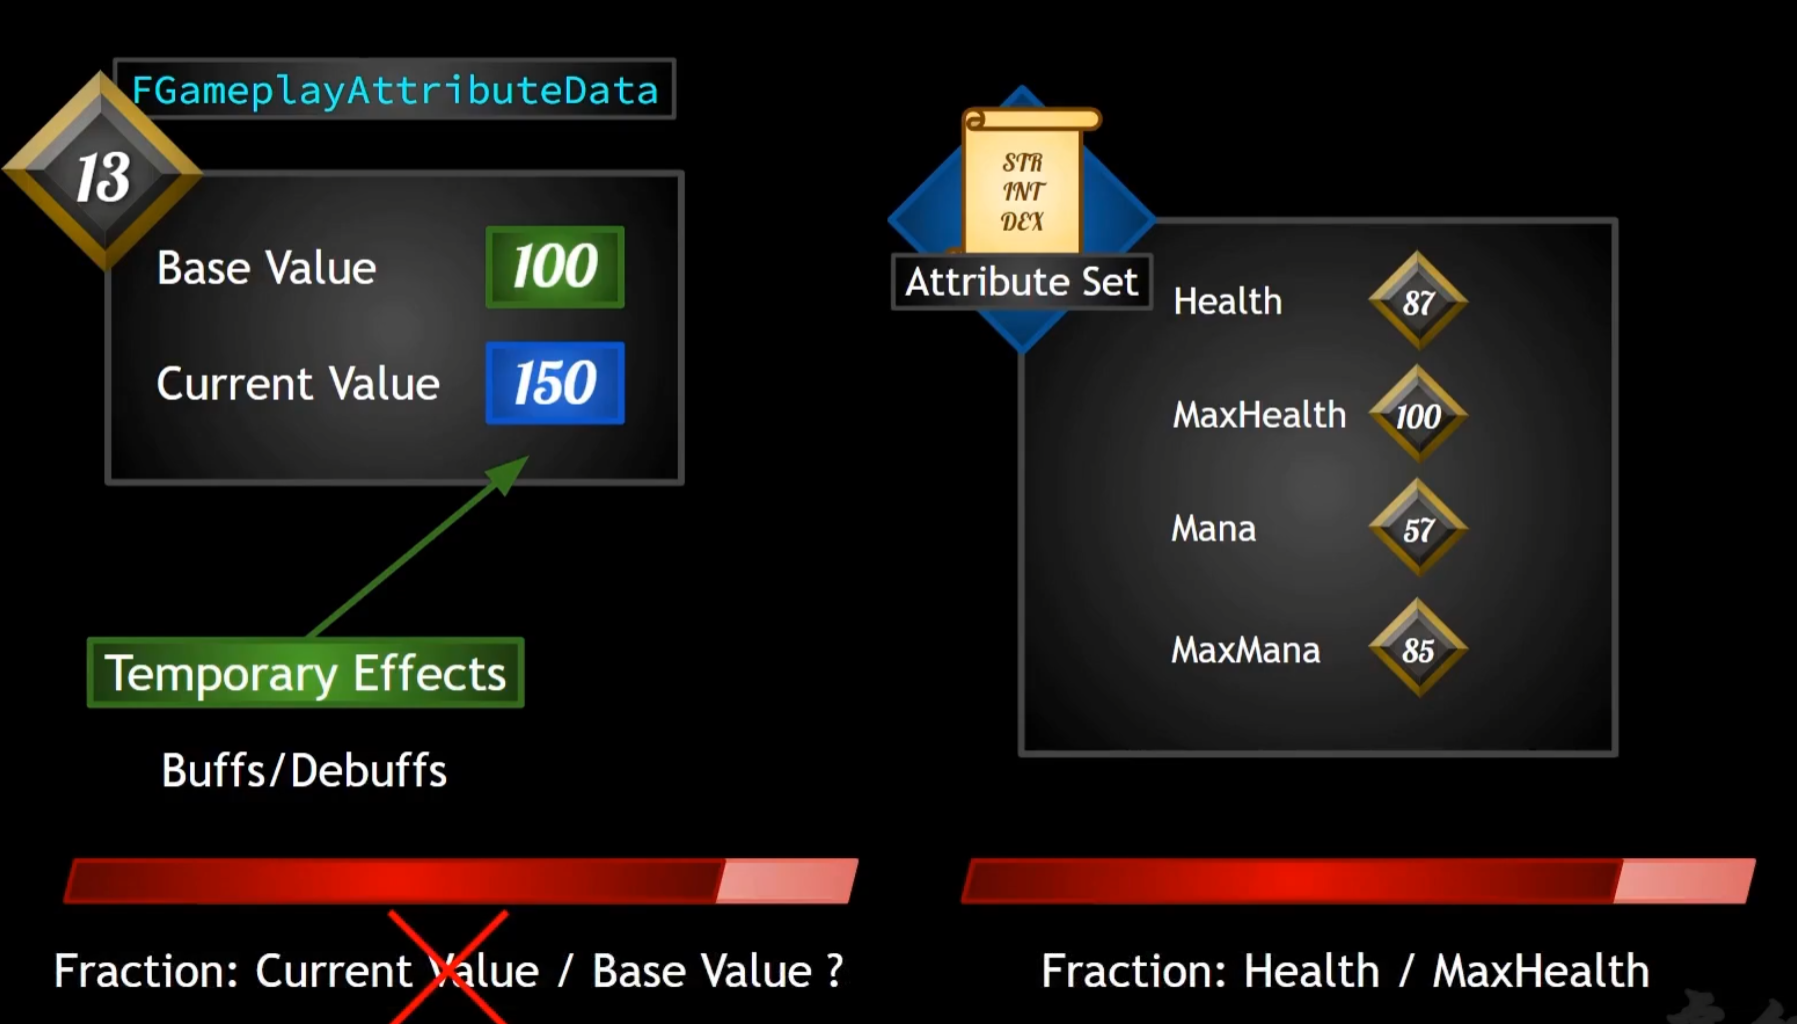 FGameplayAttributeData
13
Base Value 100
Current Value 150
Temporary Effects
Buffs/Debuffs
Fraction: Current Value / Base Value ?
STR
INT
DEX
Attribute Set
Health 87
MaxHealth 100
Mana 57
MaxMana 85
Fraction: Health / MaxHealth